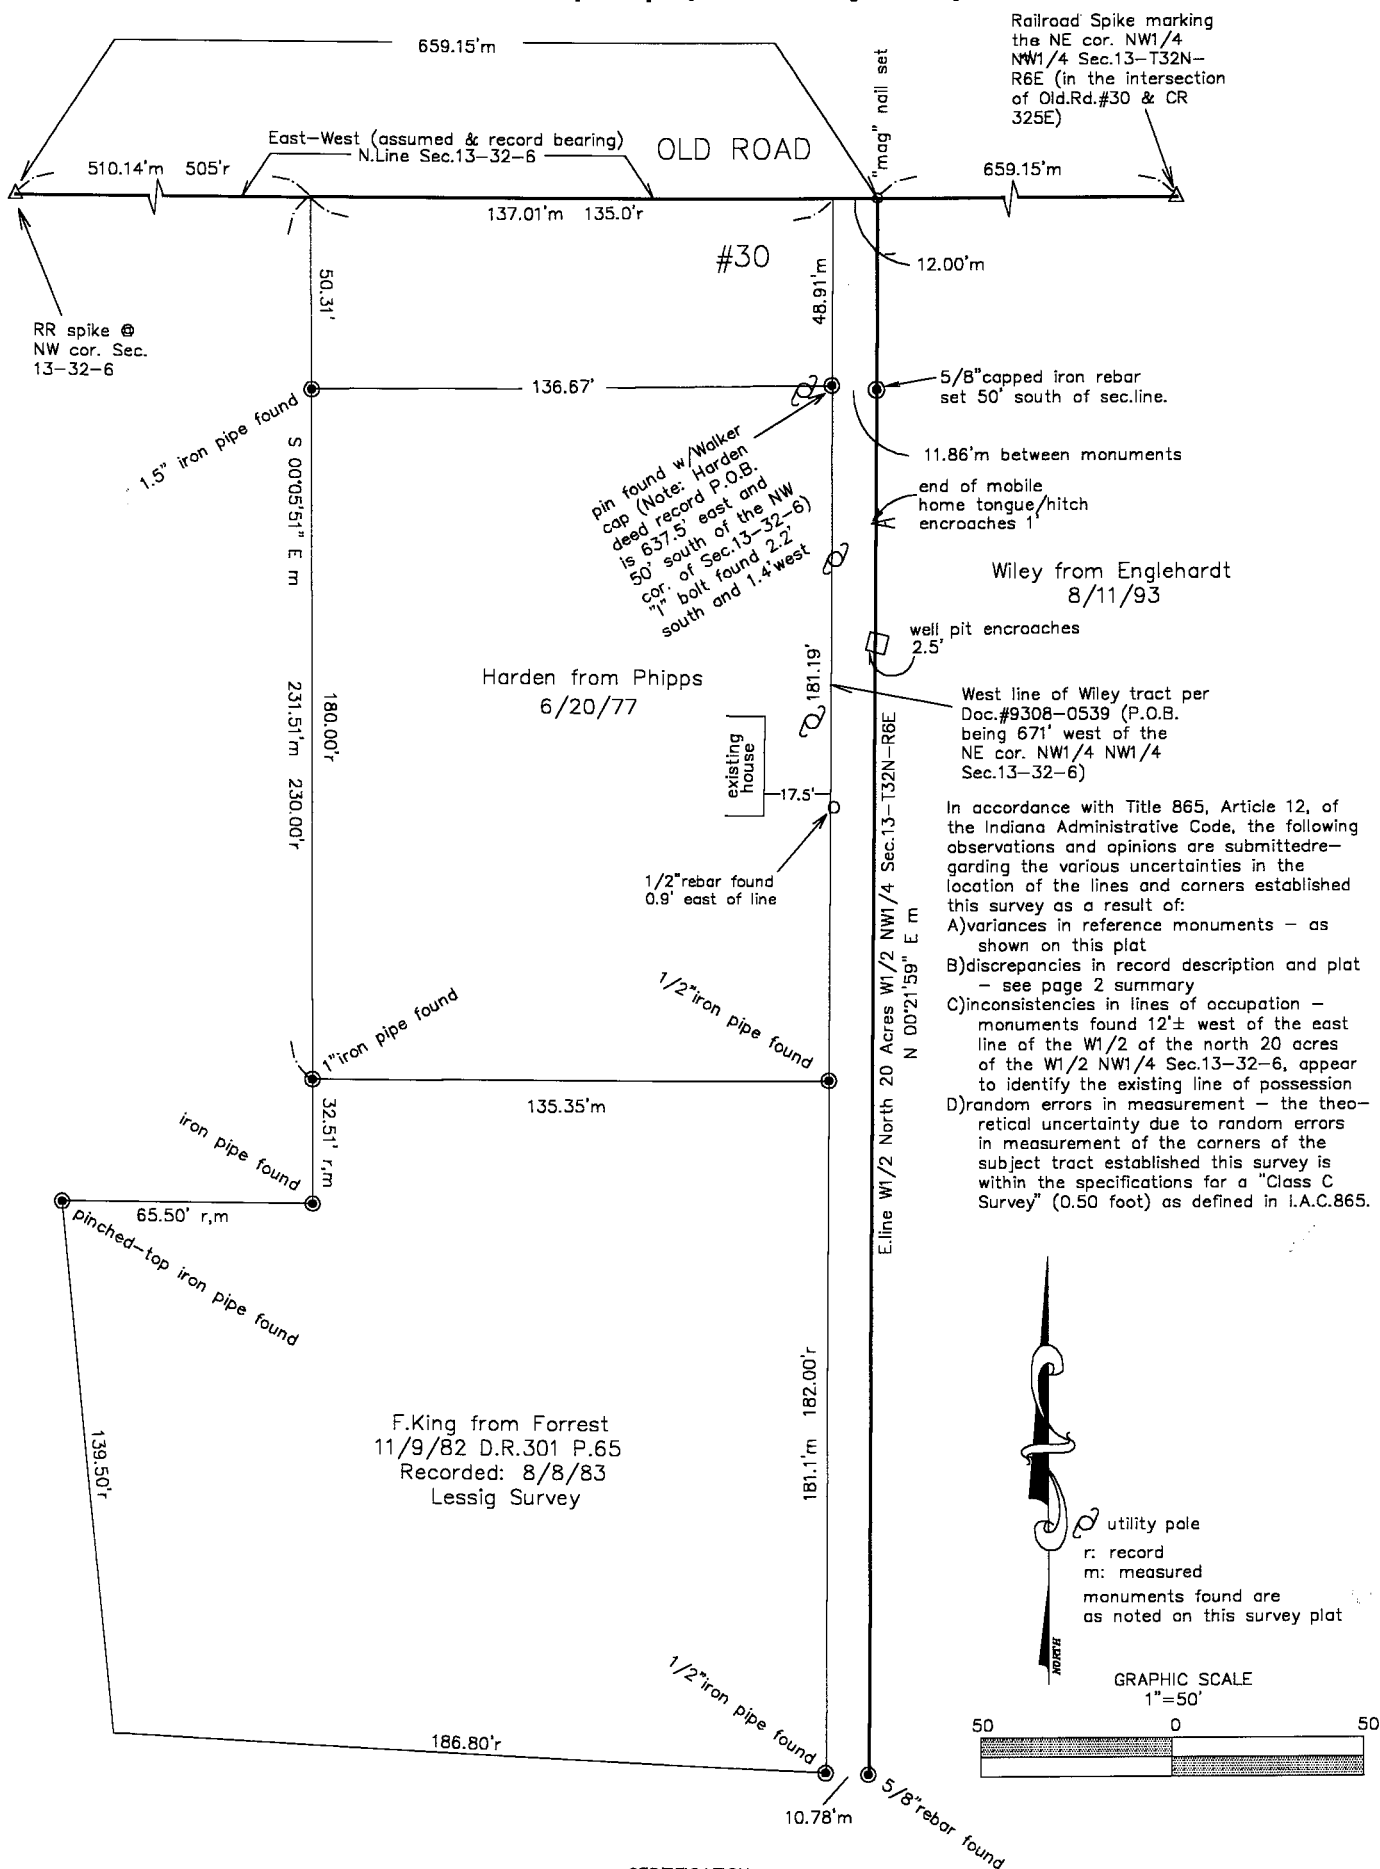 659.15'm
Railroad Spike marking
the NE cor. NW1/4
NW1/4 Sec.13-T32N-
R6E (in the intersection
of Old.Rd.#30 & CR
325E)
"mag" nail set
East-West (assumed & record bearing)
N.Line Sec.13-32-6
OLD ROAD
510.14'm 505'r
659.15'm
137.01'm 135.0'r
#30
12.00'm
50.31'
48.91'm
RR spike @
NW cor. Sec.
13-32-6
136.67'
5/8"capped iron rebar
set 50' south of sec.line.
1.5" iron pipe found
11.86'm between monuments
pin found w/Walker
cap (Note: Harden
deed record P.O.B.
is 637.5' east and
50' south of the NW
cor. of Sec.13-32-6)
"1" bolt found 2.2'
south and 1.4'west
end of mobile
home tongue/hitch
encroaches 1'
S 00°05'51" E m
Wiley from Englehardt
8/11/93
well pit encroaches
2.5'
Harden from Phipps
6/20/77
181.19'
180.00'r
231.51'm 230.00'r
West line of Wiley tract per
Doc.#9308-0539 (P.O.B.
being 671' west of the
NE cor. NW1/4 NW1/4
Sec.13-32-6)
existing
house
17.5'
E.line W1/2 North 20 Acres W1/2 NW1/4 Sec.13-T32N-R6E
N 00°21'59" E m
1/2"rebar found
0.9' east of line
In accordance with Title 865, Article 12, of
the Indiana Administrative Code, the following
observations and opinions are submittedre-
garding the various uncertainties in the
location of the lines and corners established
this survey as a result of:
A)variances in reference monuments - as
shown on this plat
B)discrepancies in record description and plat
- see page 2 summary
C)inconsistencies in lines of occupation -
monuments found 12'± west of the east
line of the W1/2 of the north 20 acres
of the W1/2 NW1/4 Sec.13-32-6, appear
to identify the existing line of possession
D)random errors in measurement - the theo-
retical uncertainty due to random errors
in measurement of the corners of the
subject tract established this survey is
within the specifications for a "Class C
Survey" (0.50 foot) as defined in I.A.C.865.
1"iron pipe found
1/2"iron pipe found
135.35'm
32.51' r,m
iron pipe found
65.50' r,m
pinched-top iron pipe found
139.50'r
181.1'm 182.00'r
F.King from Forrest
11/9/82 D.R.301 P.65
Recorded: 8/8/83
Lessig Survey
utility pole
r: record
m: measured
monuments found are
as noted on this survey plat
NORTH
GRAPHIC SCALE
1"=50'
50 0 50
1/2"iron pipe found
186.80'r
10.78'm
5/8"rebar found